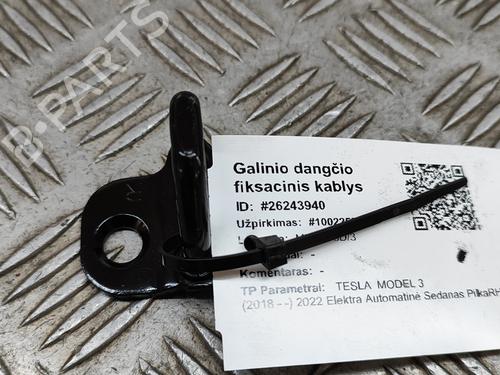 B-PARTS
Galinio dangčio
fiksacinis kablys
ID: #26243940
Užpirkimas:
Komentaras: -
TP Parametrai: TESLA MODEL 3
(2018 - -) 2022 Elektra Automatinė Sedanas PilkaRH